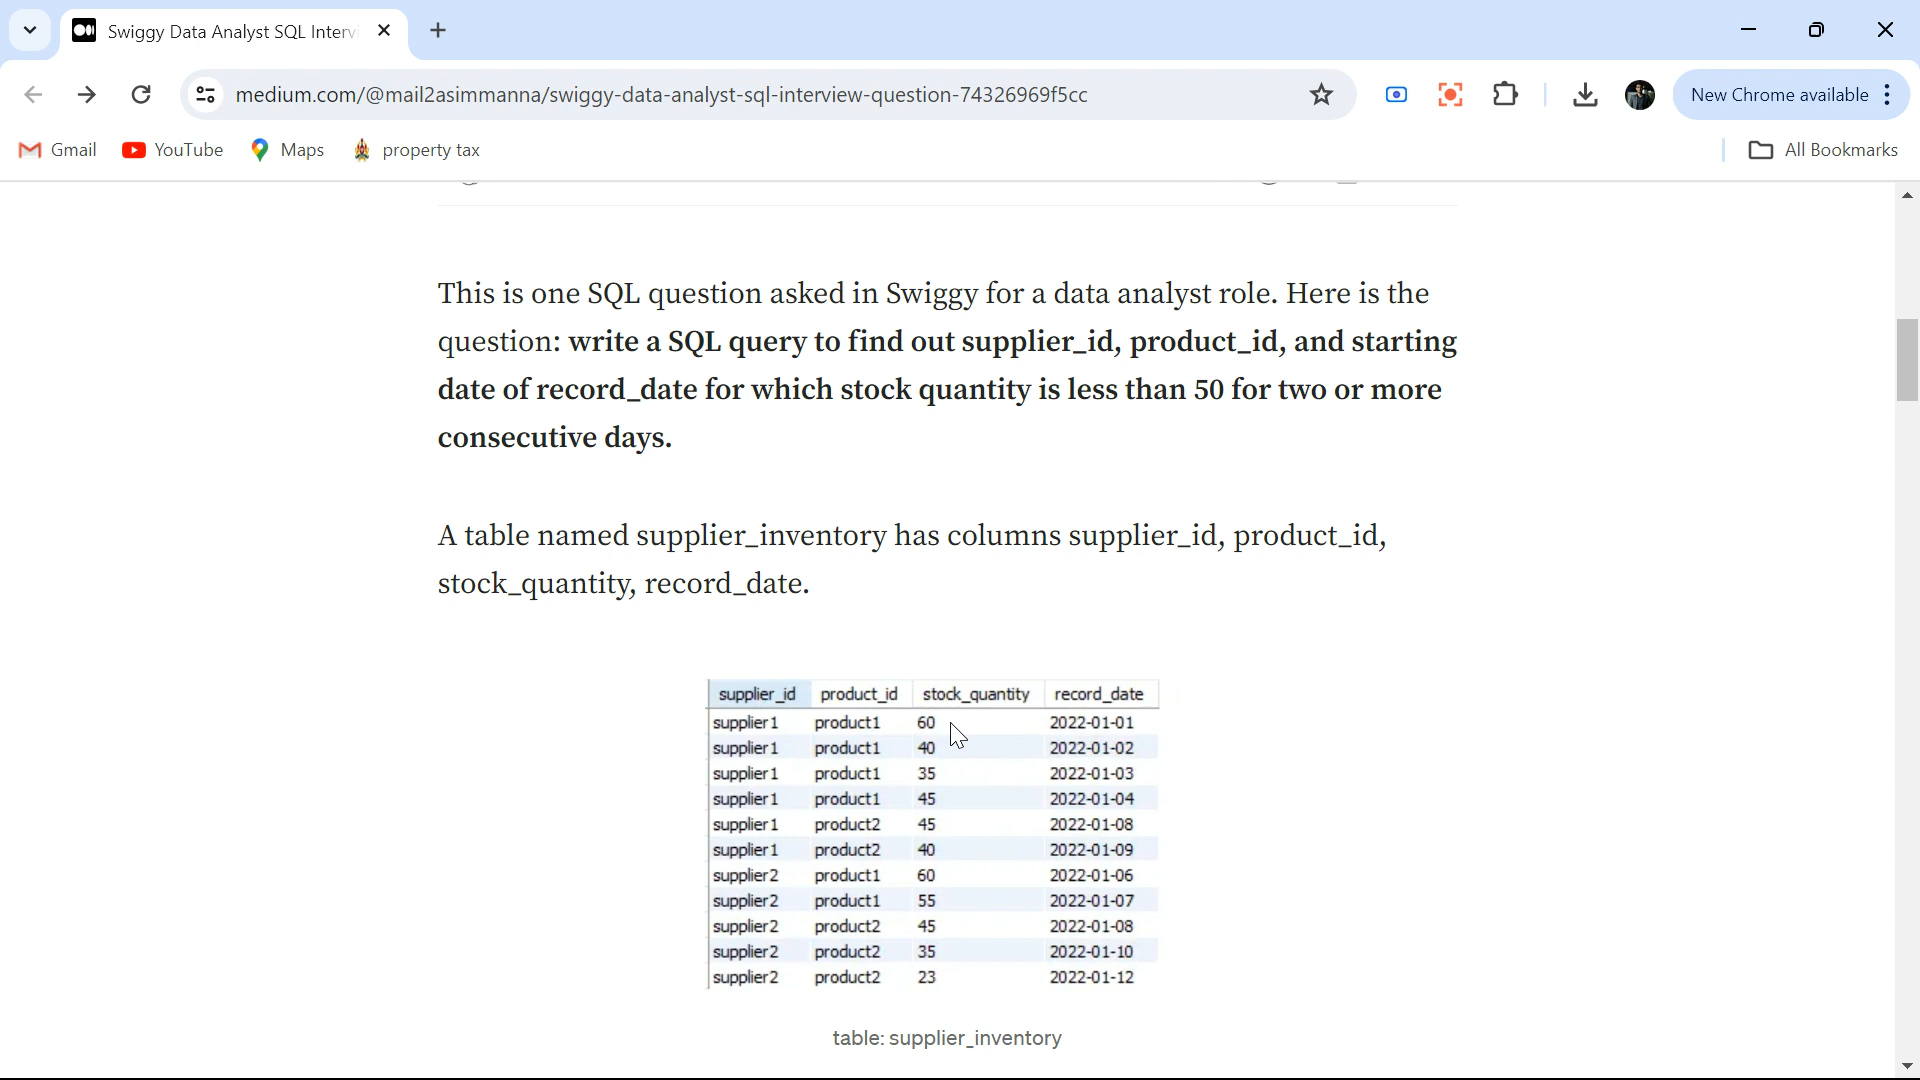 Swiggy Data Analyst SQL Interv
medium.com/@mail2asimmanna/swiggy-data-analyst-sql-interview-question-74326969f5cc
New Chrome available
Gmail YouTube Maps property tax All Bookmarks
This is one SQL question asked in Swiggy for a data analyst role. Here is the
question: write a SQL query to find out supplier_id, product_id, and starting
date of record_date for which stock quantity is less than 50 for two or more
consecutive days.
A table named supplier_inventory has columns supplier_id, product_id,
stock_quantity, record_date.
supplier_id product_id stock_quantity record_date
supplier1 product1 60 2022-01-01
supplier1 product1 40 2022-01-02
supplier1 product1 35 2022-01-03
supplier1 product1 45 2022-01-04
supplier1 product2 45 2022-01-08
supplier1 product2 40 2022-01-09
supplier2 product1 60 2022-01-06
supplier2 product1 55 2022-01-07
supplier2 product2 45 2022-01-08
supplier2 product2 35 2022-01-10
supplier2 product2 23 2022-01-12
table: supplier_inventory